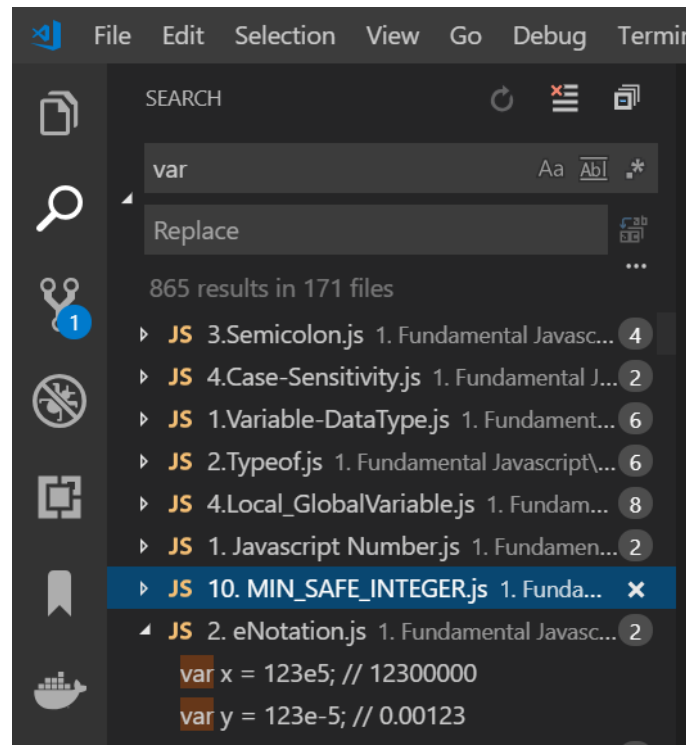 File Edit Selection View Go Debug Termin
SEARCH
var Aa Abl .*
Replace
865 results in 171 files
1
JS 3.Semicolon.js 1. Fundamental Javasc... 4
JS 4.Case-Sensitivity.js 1. Fundamental J... 2
JS 1.Variable-DataType.js 1. Fundament... 6
JS 2.Typeof.js 1. Fundamental Javascript\... 6
JS 4.Local_GlobalVariable.js 1. Fundam... 8
JS 1. Javascript Number.js 1. Fundamen... 2
JS 10. MIN_SAFE_INTEGER.js 1. Funda...
JS 2. eNotation.js 1. Fundamental Javasc... 2
var x = 123e5; // 12300000
var y = 123e-5; // 0.00123